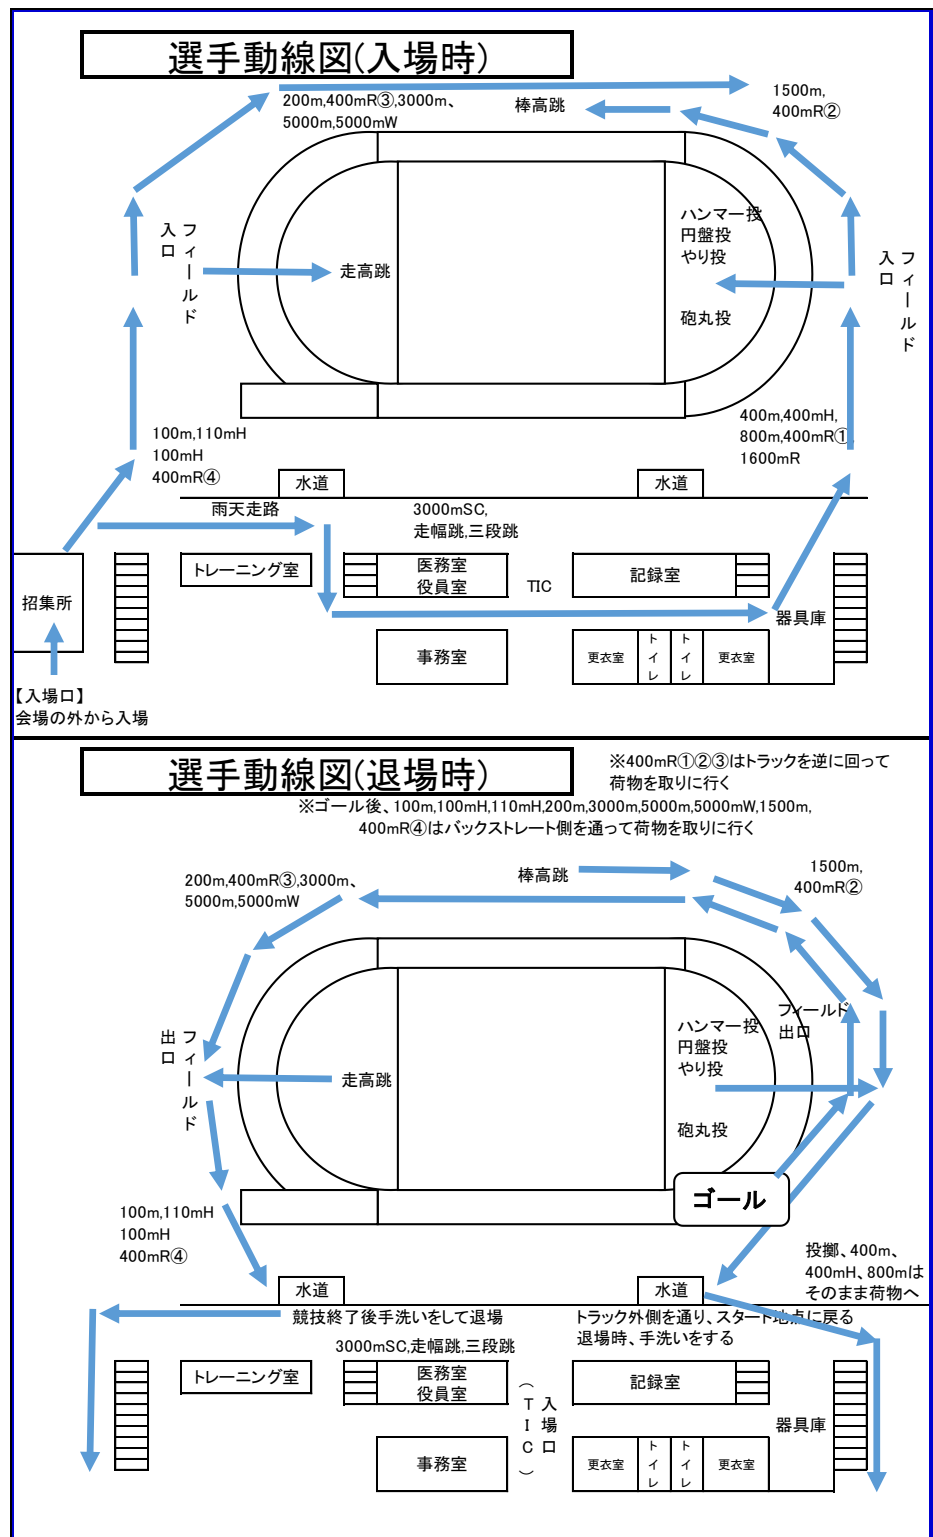 選手動線図(入場時)
200m,400mR③,3000m、
5000m,5000mW
棒高跳
1500m,
400mR②
フィールド
入口
走高跳
ハンマー投
円盤投
やり投
砲丸投
フィールド
入口
100m,110mH
100mH
400mR④
400m,400mH,
800m,400mR①,
1600mR
水道
水道
雨天走路
3000mSC,
走幅跳,三段跳
招集所
トレーニング室
医務室
役員室
TIC
記録室
器具庫
事務室
更衣室
トイレ
トイレ
更衣室
【入場口】
会場の外から入場
選手動線図(退場時)
※400mR①②③はトラックを逆に回って
荷物を取りに行く
※ゴール後、100m,100mH,110mH,200m,3000m,5000m,5000mW,1500m,
400mR④はバックストレート側を通って荷物を取りに行く
200m,400mR③,3000m、
5000m,5000mW
棒高跳
1500m,
400mR②
フィールド
出口
走高跳
ハンマー投
円盤投
やり投
砲丸投
フィールド
出口
ゴール
100m,110mH
100mH
400mR④
投擲、400m、
400mH、800mは
そのまま荷物へ
水道
水道
競技終了後手洗いをして退場
トラック外側を通り、スタート地点に戻る
退場時、手洗いをする
3000mSC,走幅跳,三段跳
トレーニング室
医務室
役員室
入場口
(TIC)
記録室
器具庫
事務室
更衣室
トイレ
トイレ
更衣室